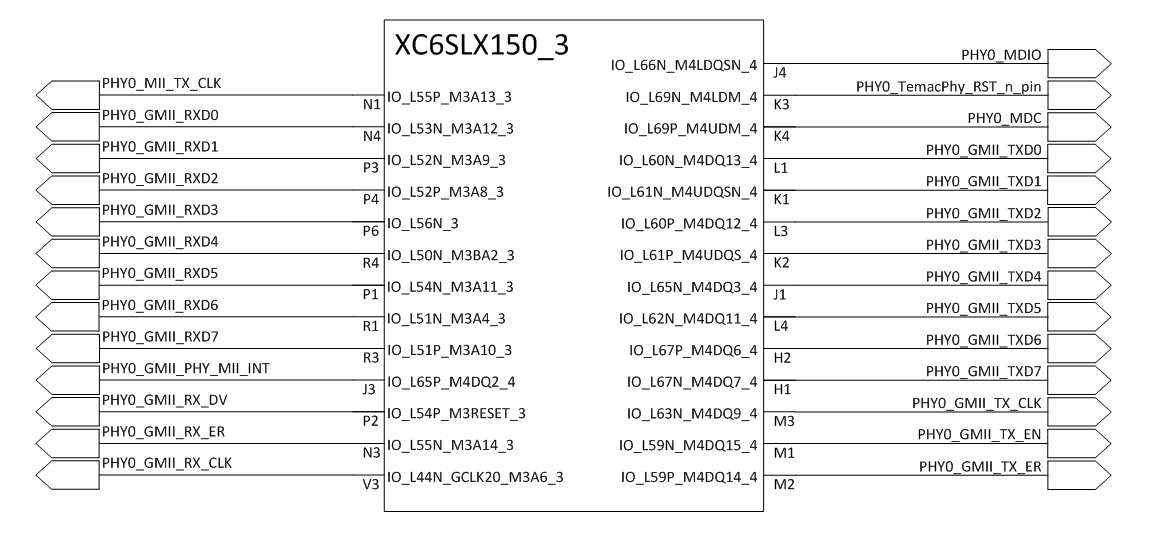 XC6SLX150_3
PHY0_MII_TX_CLK
N1
IO_L55P_M3A13_3
PHY0_GMII_RXD0
N4
IO_L53N_M3A12_3
PHY0_GMII_RXD1
P3
IO_L52N_M3A9_3
PHY0_GMII_RXD2
P4
IO_L52P_M3A8_3
PHY0_GMII_RXD3
P6
IO_L56N_3
PHY0_GMII_RXD4
R4
IO_L50N_M3BA2_3
PHY0_GMII_RXD5
P1
IO_L54N_M3A11_3
PHY0_GMII_RXD6
R1
IO_L51N_M3A4_3
PHY0_GMII_RXD7
R3
IO_L51P_M3A10_3
PHY0_GMII_PHY_MII_INT
J3
IO_L65P_M4DQ2_4
PHY0_GMII_RX_DV
P2
IO_L54P_M3RESET_3
PHY0_GMII_RX_ER
N3
IO_L55N_M3A14_3
PHY0_GMII_RX_CLK
V3
IO_L44N_GCLK20_M3A6_3
IO_L66N_M4LDQSN_4
J4
PHY0_MDIO
IO_L69N_M4LDM_4
K3
PHY0_TemacPhy_RST_n_pin
IO_L69P_M4UDM_4
K4
PHY0_MDC
IO_L60N_M4DQ13_4
L1
PHY0_GMII_TXD0
IO_L61N_M4UDQSN_4
K1
PHY0_GMII_TXD1
IO_L60P_M4DQ12_4
L3
PHY0_GMII_TXD2
IO_L61P_M4UDQS_4
K2
PHY0_GMII_TXD3
IO_L65N_M4DQ3_4
J1
PHY0_GMII_TXD4
IO_L62N_M4DQ11_4
L4
PHY0_GMII_TXD5
IO_L67P_M4DQ6_4
H2
PHY0_GMII_TXD6
IO_L67N_M4DQ7_4
H1
PHY0_GMII_TXD7
IO_L63N_M4DQ9_4
M3
PHY0_GMII_TX_CLK
IO_L59N_M4DQ15_4
M1
PHY0_GMII_TX_EN
IO_L59P_M4DQ14_4
M2
PHY0_GMII_TX_ER